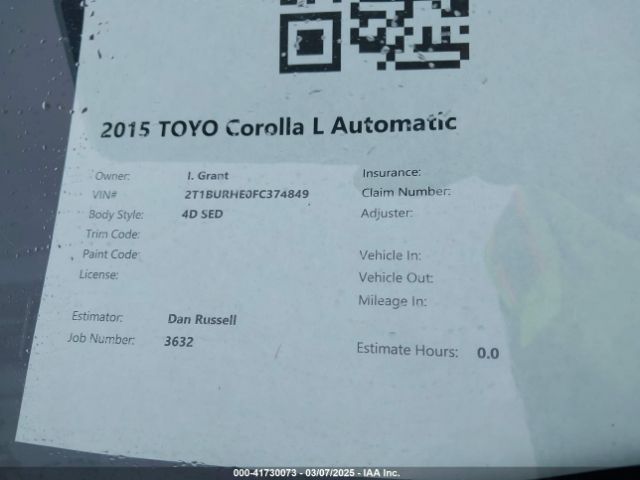 2015 TOYO Corolla L Automatic
Owner: I. Grant
VIN# 2T1BURHE0FC374849
Body Style: 4D SED
Trim Code:
Paint Code:
License:
Estimator: Dan Russell
Job Number: 3632
Insurance:
Claim Number:
Adjuster:
Vehicle In:
Vehicle Out:
Mileage In:
Estimate Hours: 0.0
000-41730073 - 03/07/2025 - IAA Inc.